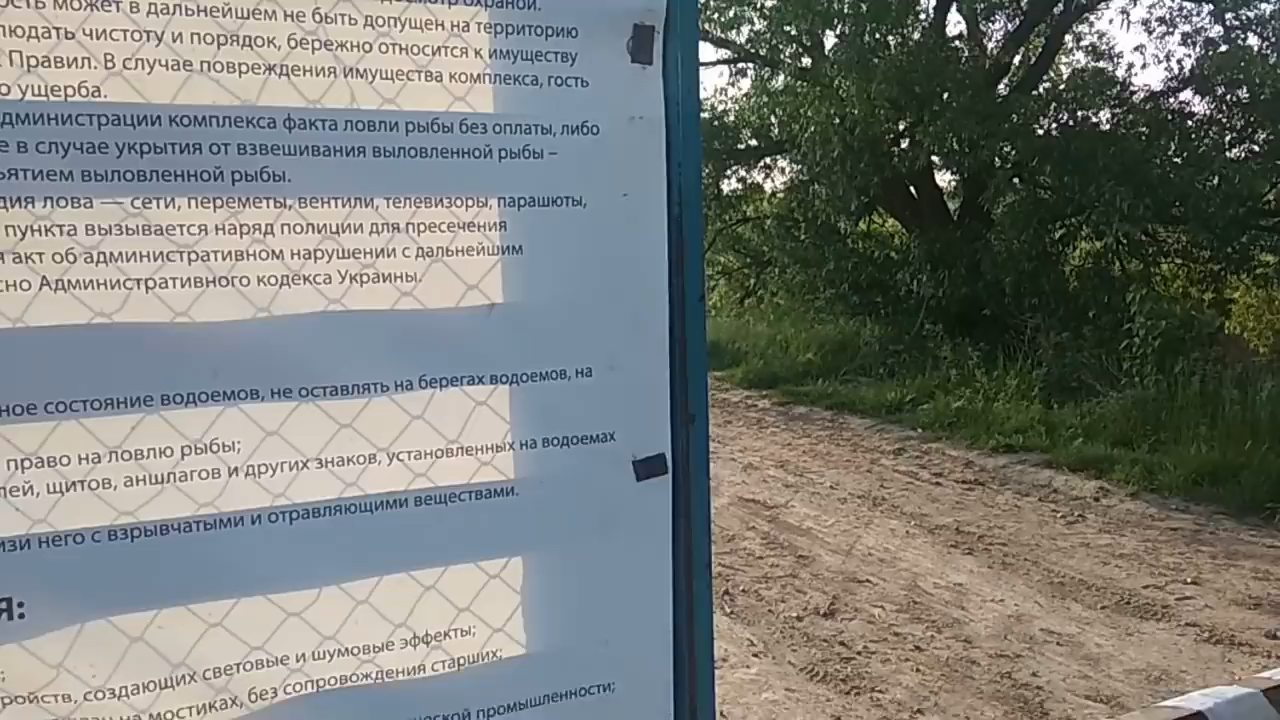 может в дальнейшем не быть допущен на территорию
людать чистоту и порядок, бережно относится к имуществу
Правил. В случае повреждения имущества комплекса, гость
о ущерба.
дминистрации комплекса факта ловли рыбы без оплаты, либо
е в случае укрытия от взвешивания выловленной рыбы –
ъятием выловленной рыбы.
дия лова — сети, переметы, вентили, телевизоры, парашюты,
пункта вызывается наряд полиции для пресечения
я акт об административном нарушении с дальнейшим
сно Административного кодекса Украины.
ное состояние водоемов, не оставлять на берегах водоемов, на
право на ловлю рыбы;
лей, щитов, аншлагов и других знаков, установленных на водоемах
изи него с взрывчатыми и отравляющими веществами.
я:
;
ройств, создающих световые и шумовые эффекты;
на мостиках, без сопровождения старших;
промышленности;